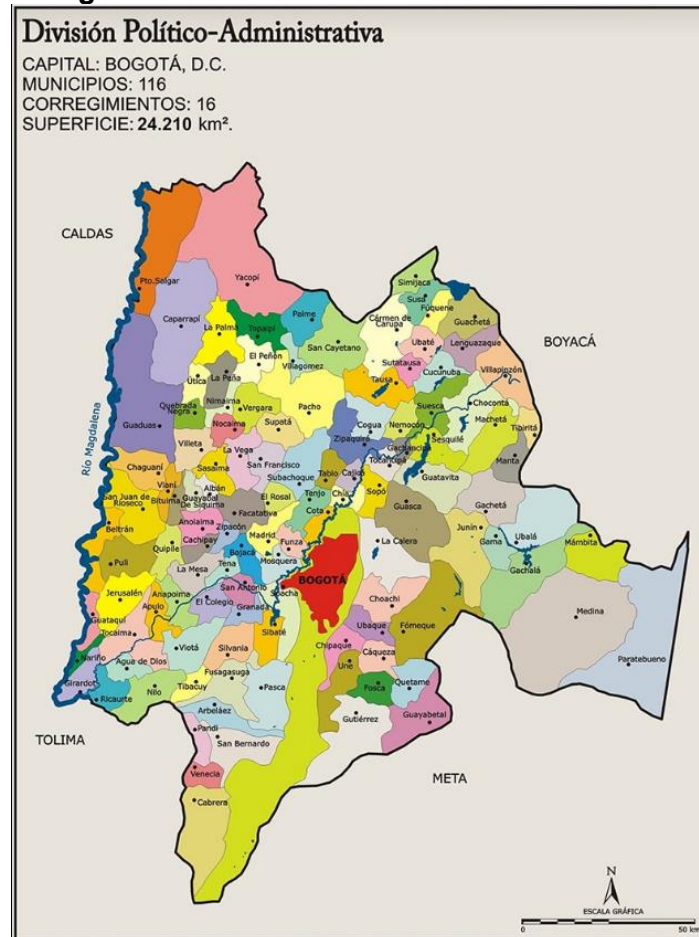 División Político-Administrativa
CAPITAL: BOGOTÁ, D.C.
MUNICIPIOS: 116
CORREGIMIENTOS: 16
SUPERFICIE: 24.210 km².
CALDAS
BOYACÁ
TOLIMA
META
Río Magdalena
Pto.Salgar
Yacopí
Caparrapí
La Palma
Topaipí
Paime
El Peñón
Villagomez
San Cayetano
Simijaca
Susa
Fúquene
Cármen de
Carupa
Guachetá
Ubaté
Lenguazaque
Sutatausa
Cucunuba
Tausa
Villapinzón
Útica
La Peña
Guaduas
Quebrada
Negra
Nimaima
Vergara
Pacho
Suesca
Chocontá
Machetá
Tibiritá
Nocaima
Supatá
Cogua
Nemocón
Zipaquirá
Sesquilé
Villeta
La Vega
Gachancipá
Tocancipá
Manta
Chaguaní
Sasaima
San Francisco
Subachoque
Tabio
Cajicá
Sopó
Guatavita
Vianí
Albán
San Juan de
Rioseco
Bituima
Guayabal
De Siquima
El Rosal
Tenjo
Chía
Guasca
Gachetá
Facatativa
Cota
Beltrán
Anolaima
Zipacón
Madrid
Funza
La Calera
Junín
Gama
Ubalá
Mámbita
Quipile
Cachipay
Bojacá
Mosquera
Gachalá
Puli
La Mesa
Tena
BOGOTÁ
Jerusalén
Anapoima
San Antonio
Soacha
Apulo
El Colegio
Granada
Choachi
Medina
Guataquí
Tocaima
Sibaté
Ubaque
Fómeque
Viotá
Silvania
Chipaque
Paratebueno
Nariño
Agua de Dios
Fusagasuga
Une
Cáqueza
Girardot
Ricaurte
Nilo
Tibacuy
Pasca
Fosca
Quetame
Arbeláez
Gutiérrez
Guayabetal
Pandi
San Bernardo
Venecia
Cabrera
N
ESCALA GRÁFICA
0
50 km